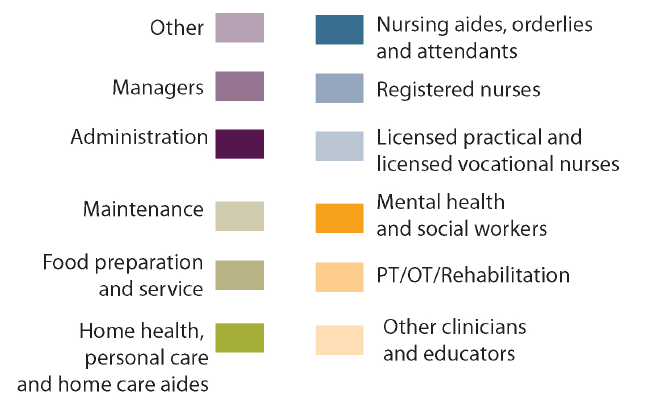 Other
Managers
Administration
Maintenance
Food preparation
and service
Home health,
personal care
and home care aides
Nursing aides, orderlies
and attendants
Registered nurses
Licensed practical and
licensed vocational nurses
Mental health
and social workers
PT/OT/Rehabilitation
Other clinicians
and educators